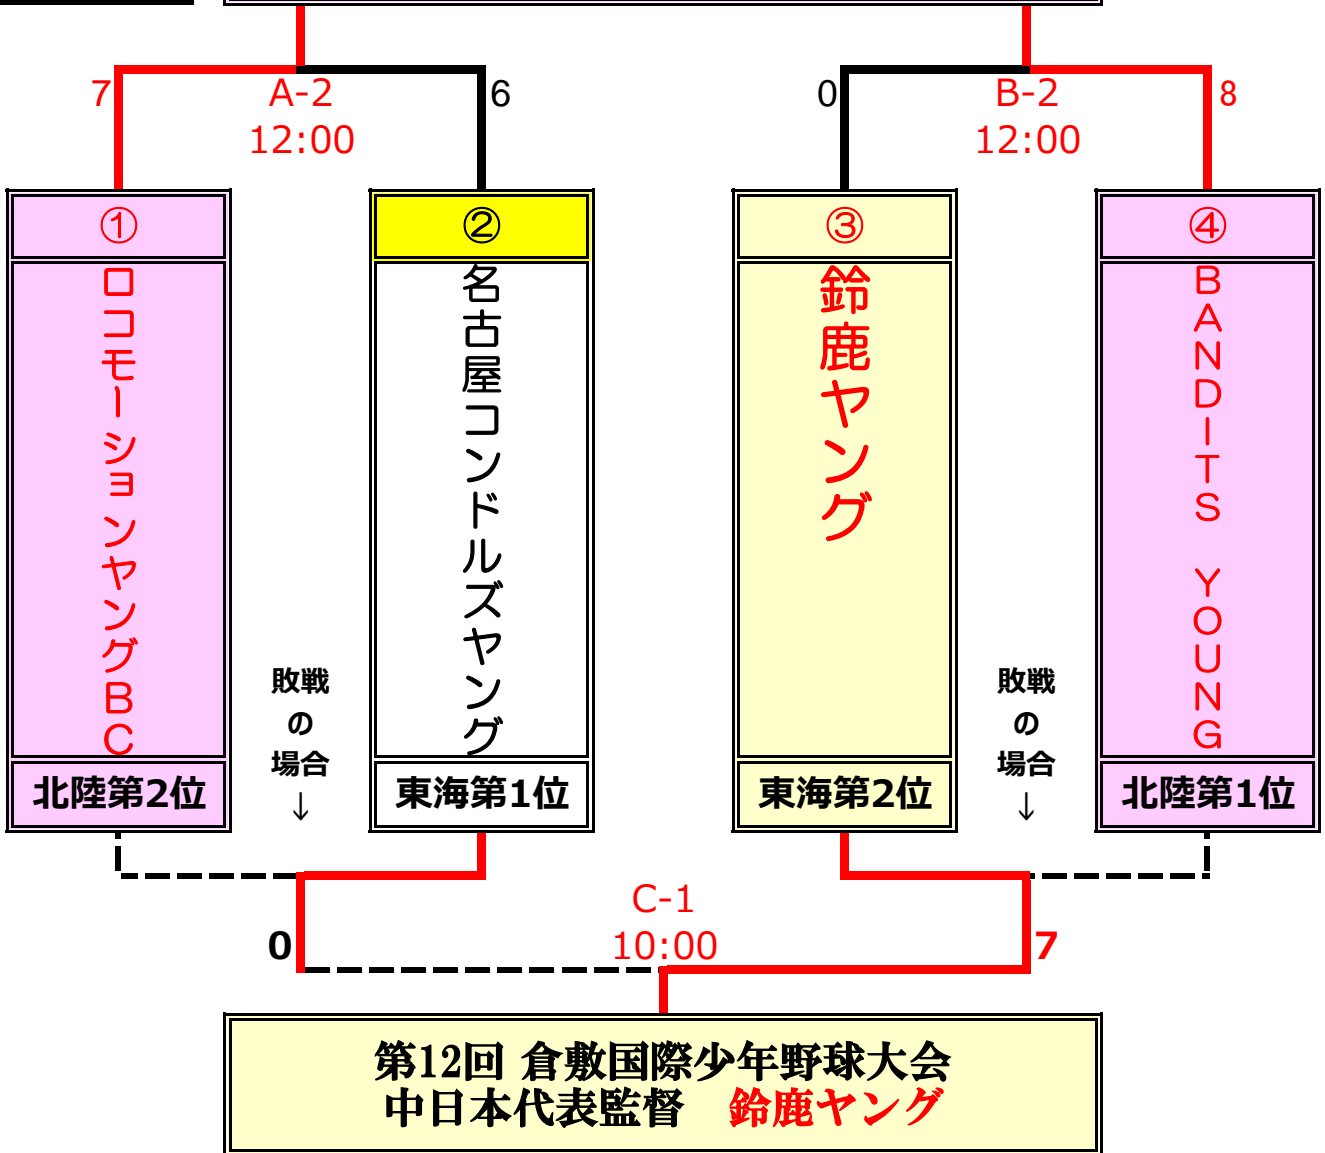 7
A-2
6
12:00
0
B-2
8
12:00
①
②
③
④
ロコモーションヤングBC
名古屋コンドルズヤング
鈴鹿ヤング
BANDITS YOUNG
敗戦
の
場合
↓
敗戦
の
場合
↓
北陸第2位
東海第1位
東海第2位
北陸第1位
C-1
0
10:00
7
第12回 倉敷国際少年野球大会
中日本代表監督 鈴鹿ヤング